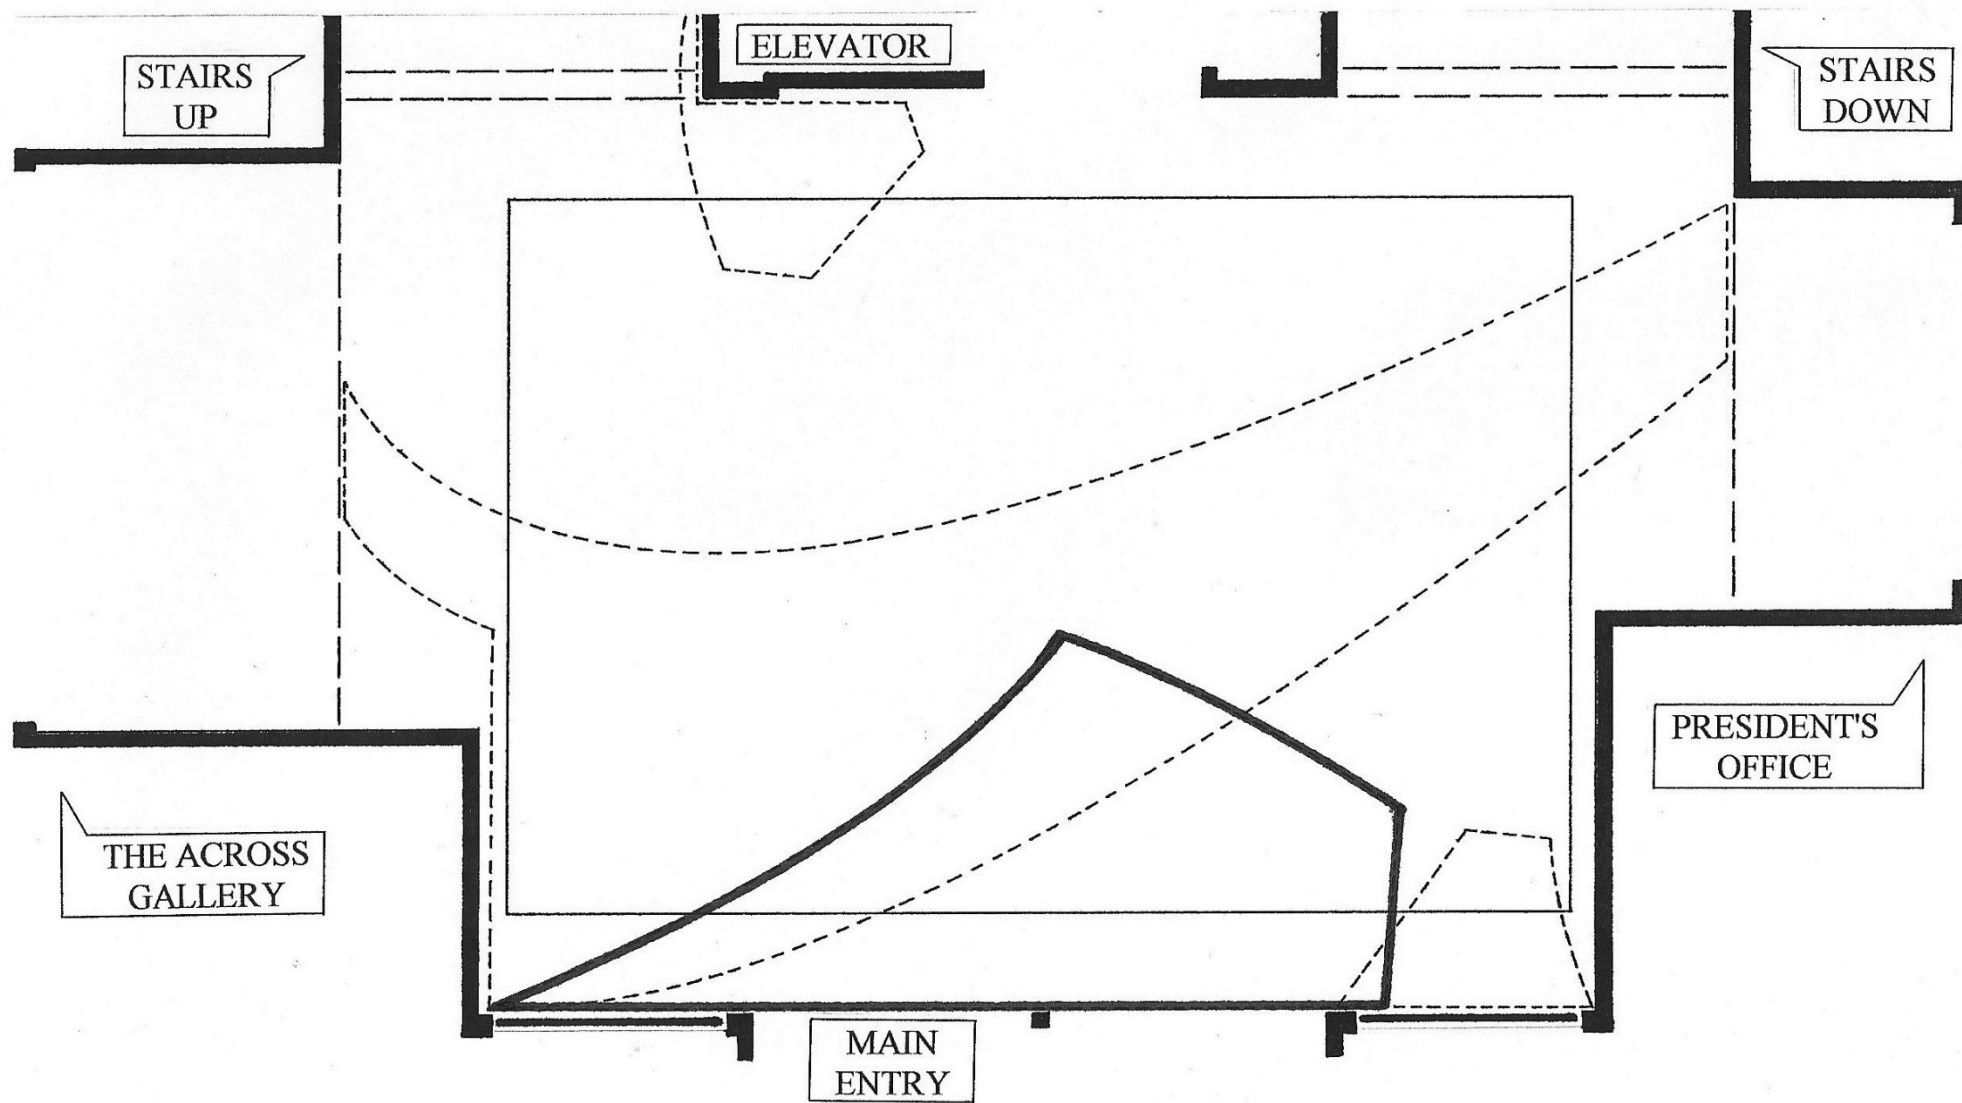 STAIRS
UP
ELEVATOR
STAIRS
DOWN
PRESIDENT'S
OFFICE
THE ACROSS
GALLERY
MAIN
ENTRY